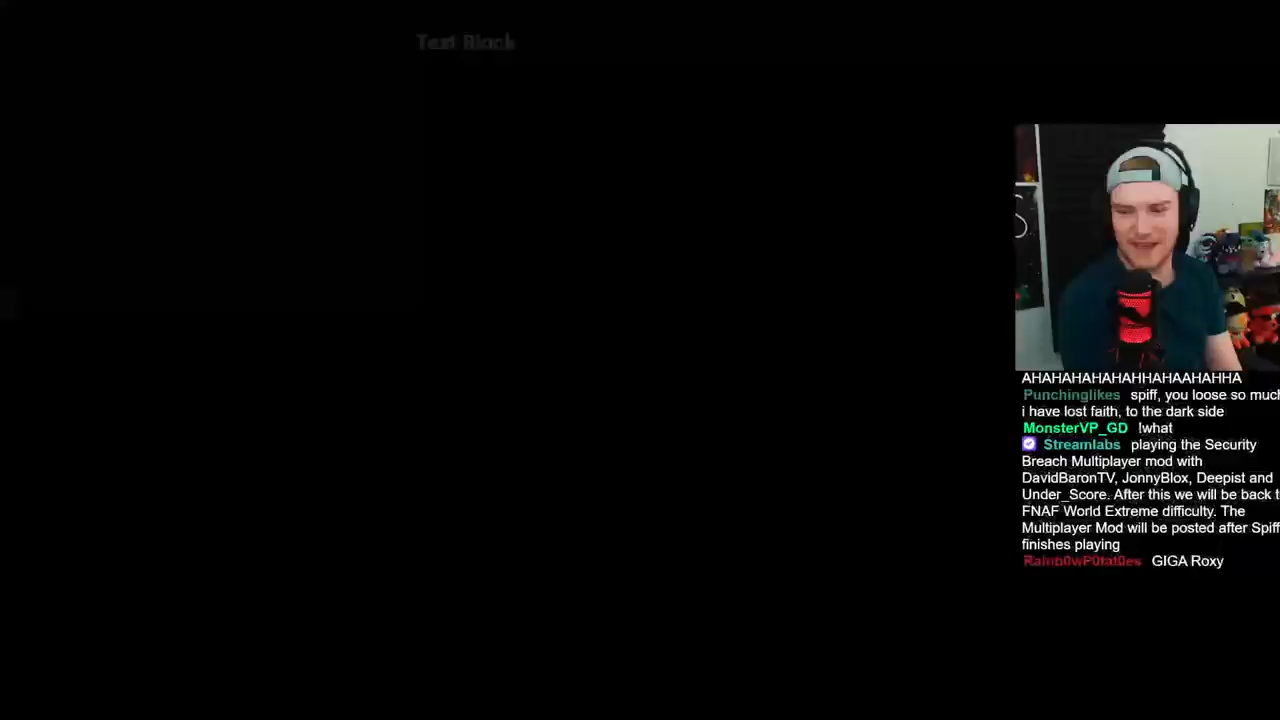 Text Block
AHAHAHAHAHAHHAHAAHAHHA
Punchinglikes spiff, you loose so much
i have lost faith, to the dark side
MonsterVP_GD !what
Streamlabs playing the Security
Breach Multiplayer mod with
DavidBaronTV, JonnyBlox, Deepist and
Under_Score. After this we will be back t
FNAF World Extreme difficulty. The
Multiplayer Mod will be posted after Spiff
finishes playing
Rainb0wP0tat0es GIGA Roxy